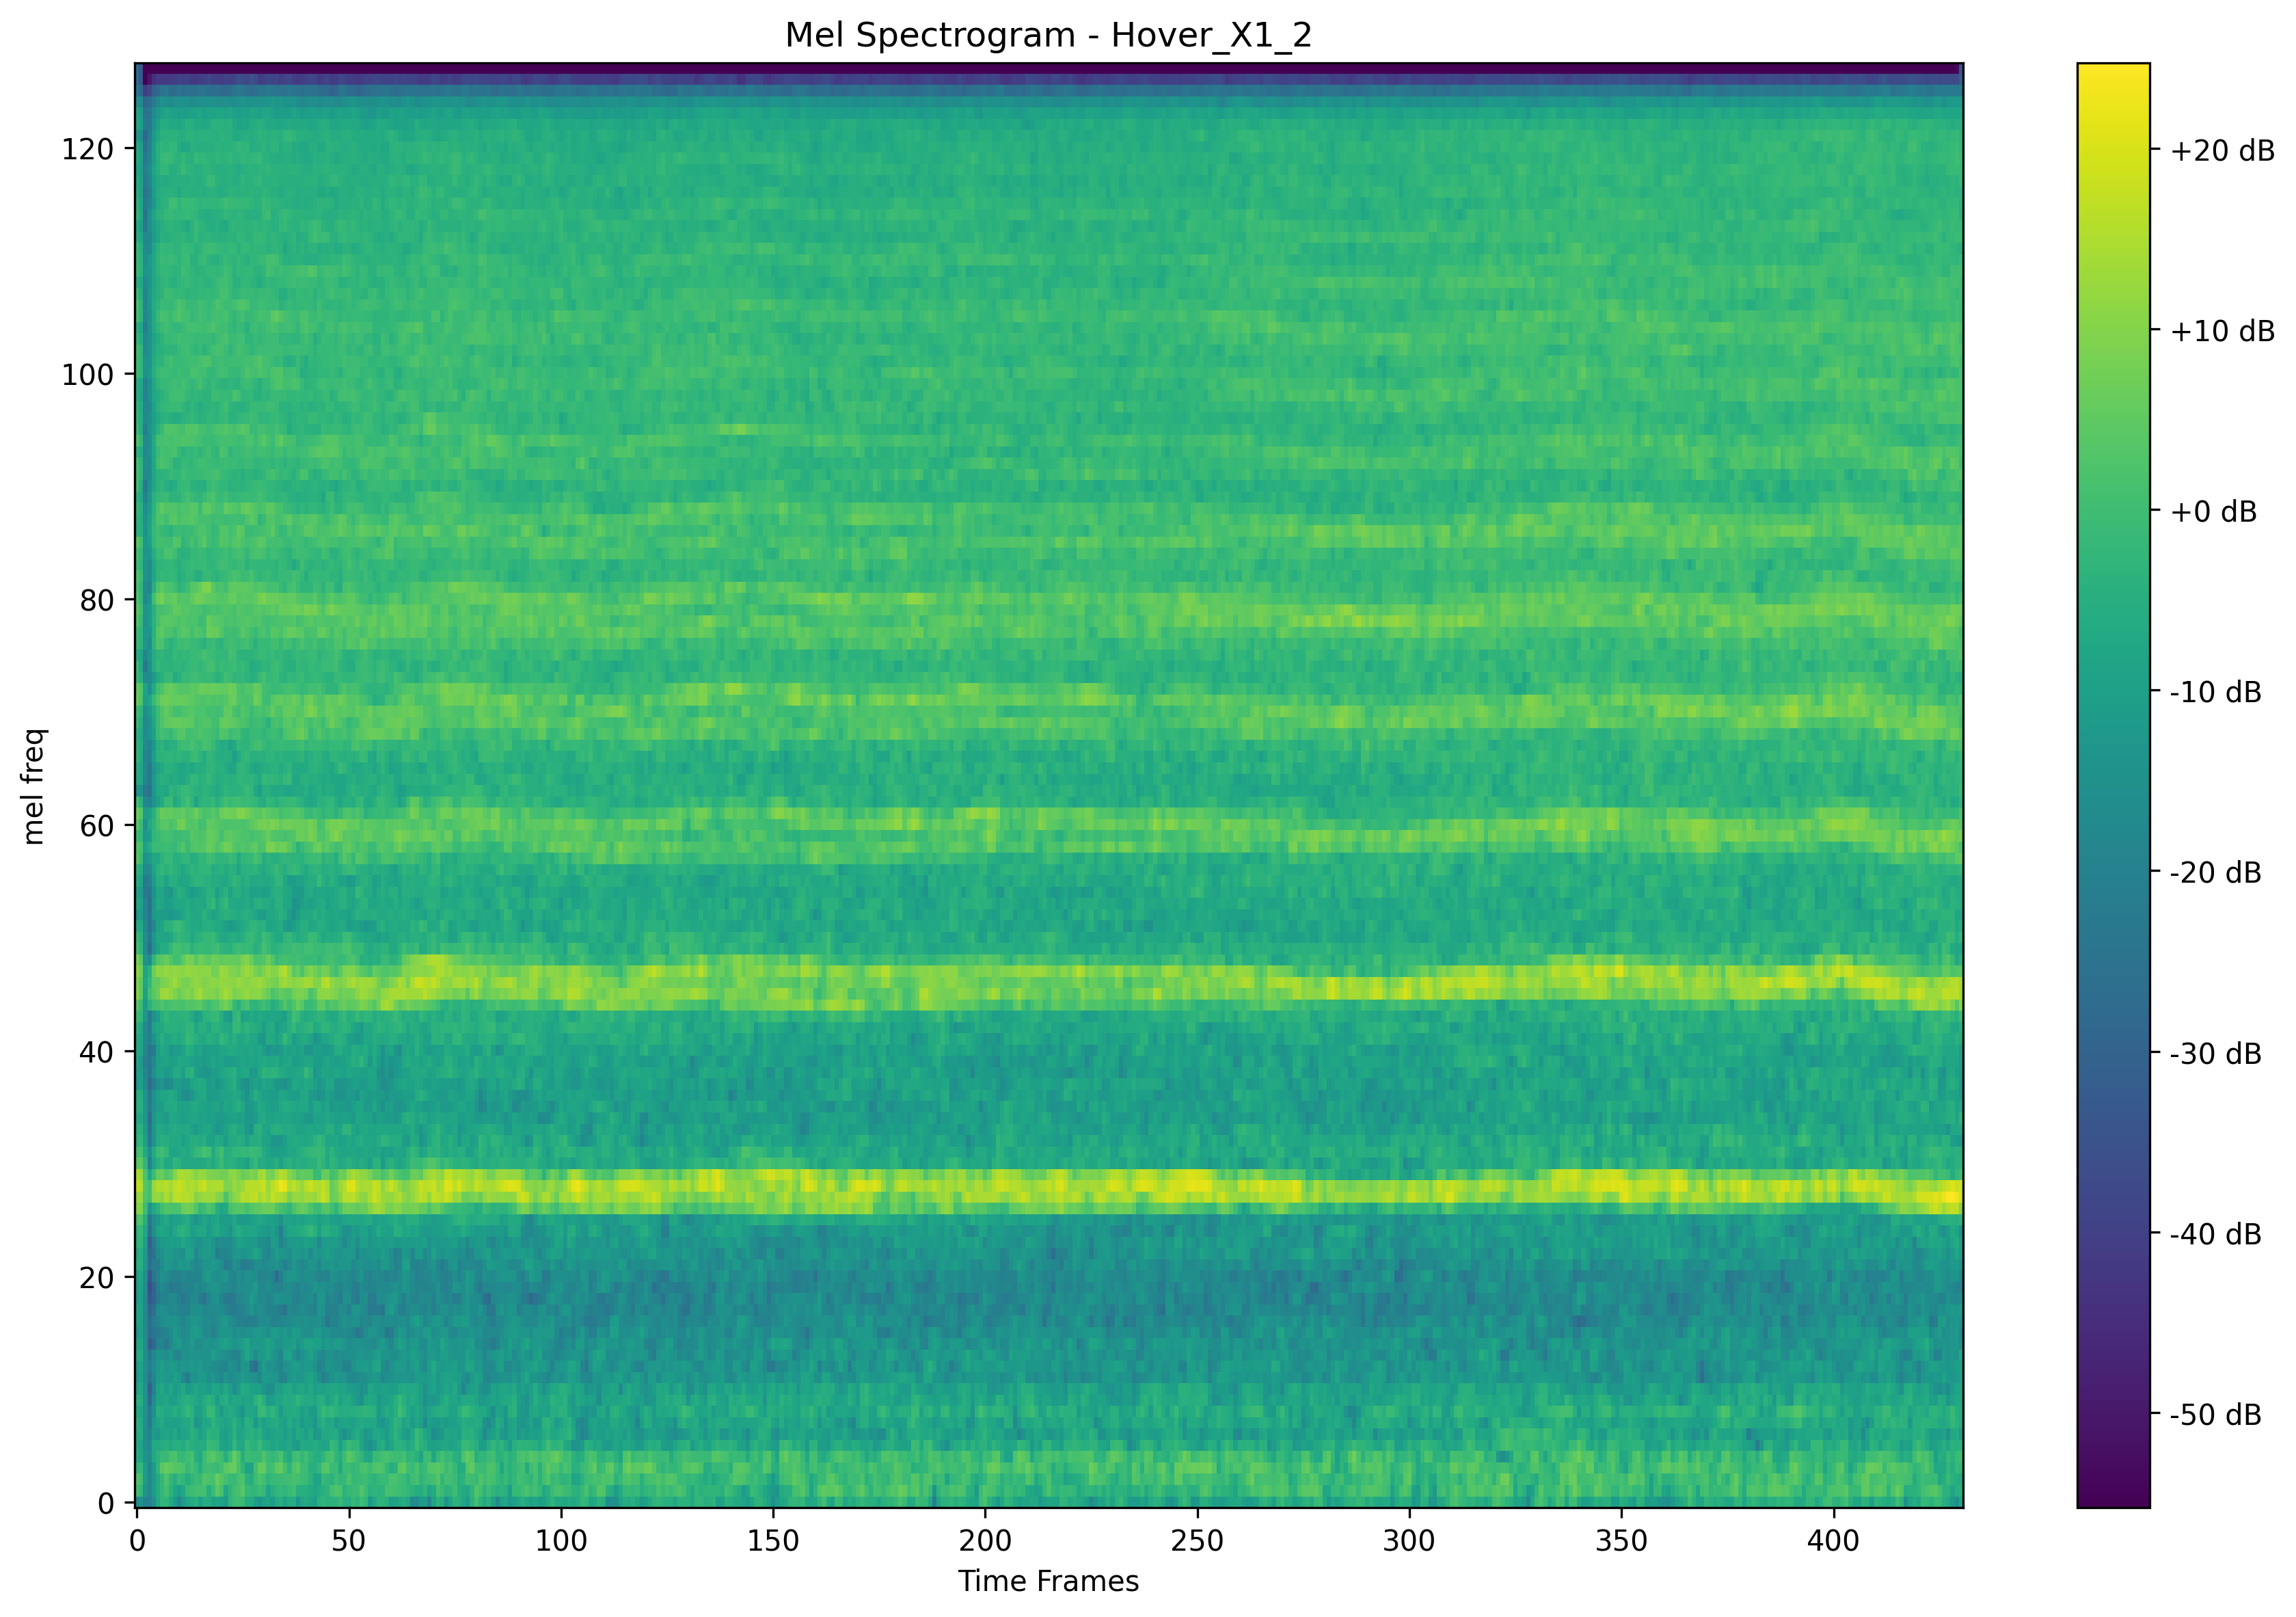 Mel Spectrogram - Hover_X1_2
mel freq
120
100
80
60
40
20
0
0 50 100 150 200 250 300 350 400
Time Frames
+20 dB
+10 dB
+0 dB
-10 dB
-20 dB
-30 dB
-40 dB
-50 dB